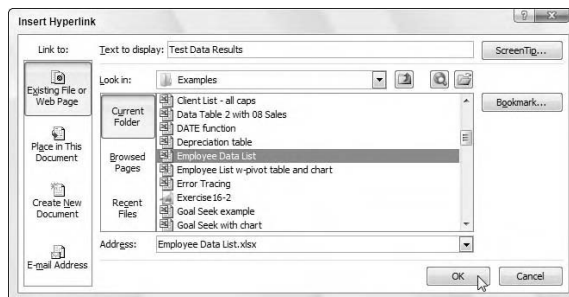 Insert Hyperlink
Link to:
Text to display: Test Data Results
ScreenTip...
Existing File or
Web Page
Look in: Examples
Bookmark...
Current
Folder
Browsed
Pages
Recent
Files
Client List - all caps
Data Table 2 with 08 Sales
DATE function
Depreciation table
Employee Data List
Employee List w-pivot table and chart
Error Tracing
Exercise16-2
Goal Seek example
Goal Seek with chart
Place in This
Document
Create New
Document
E-mail Address
Address: Employee Data List.xlsx
OK
Cancel